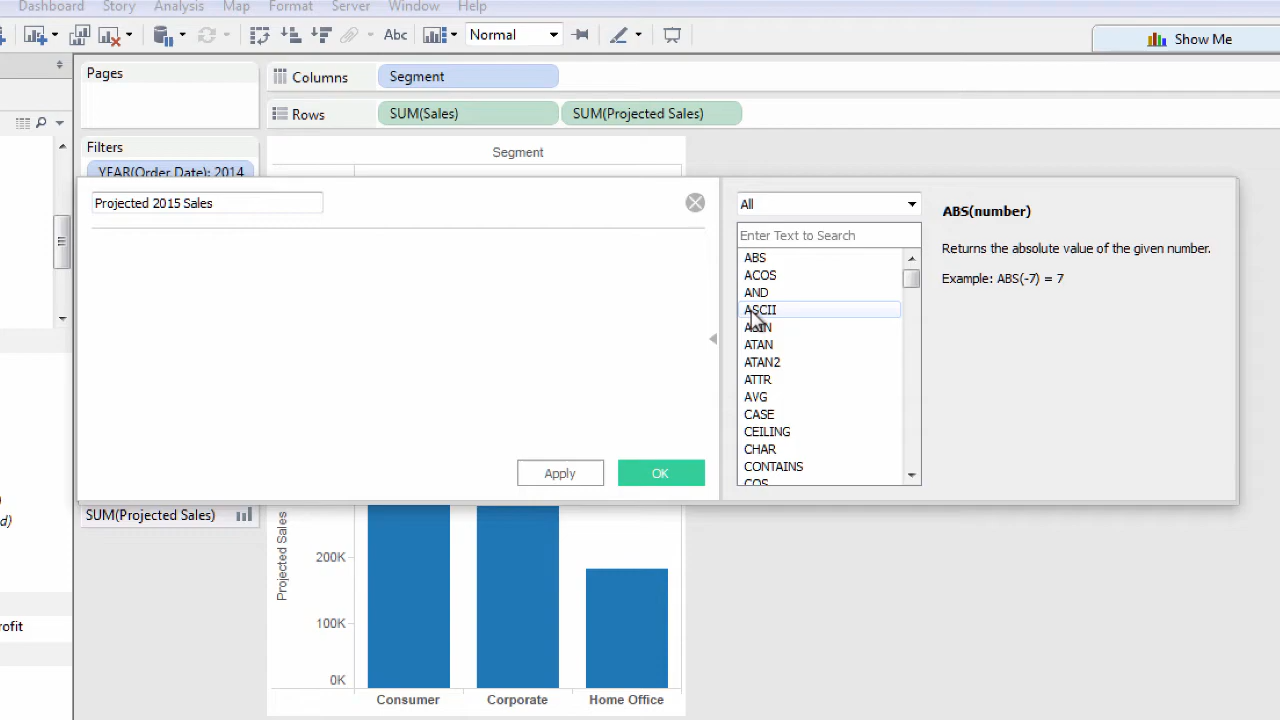 Dashboard Story Analysis Map Format Server Window Help
Abc Normal Show Me
Pages
Columns Segment
Rows SUM(Sales) SUM(Projected Sales)
Filters
YEAR(Order Date): 2014
Segment
Projected 2015 Sales
All
Enter Text to Search
ABS
ACOS
AND
ASCII
ASIN
ATAN
ATAN2
ATTR
AVG
CASE
CEILING
CHAR
CONTAINS
COS
ABS(number)
Returns the absolute value of the given number.
Example: ABS(-7) = 7
Apply OK
SUM(Projected Sales)
d)
rofit
Projected Sales
200K
100K
0K
Consumer Corporate Home Office